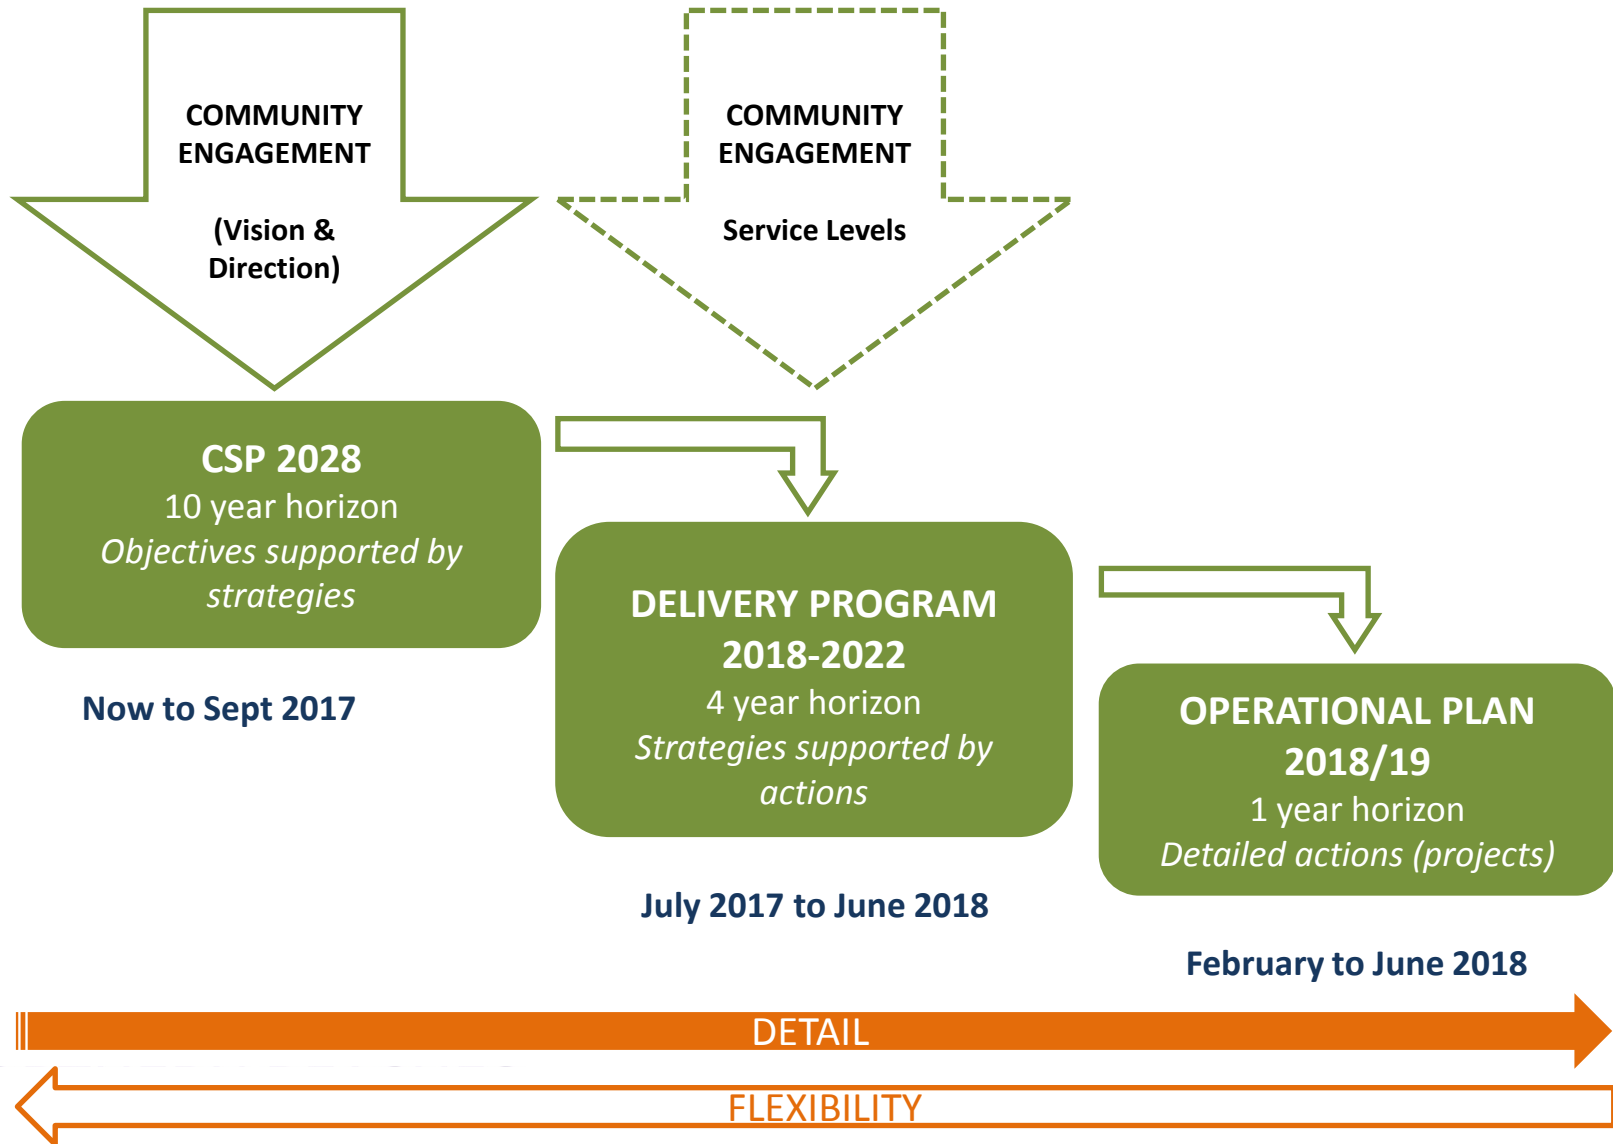 COMMUNITY
ENGAGEMENT
(Vision &
Direction)
COMMUNITY
ENGAGEMENT
Service Levels
CSP 2028
10 year horizon
Objectives supported by
strategies
Now to Sept 2017
DELIVERY PROGRAM
2018-2022
4 year horizon
Strategies supported by
actions
July 2017 to June 2018
OPERATIONAL PLAN
2018/19
1 year horizon
Detailed actions (projects)
February to June 2018
DETAIL
FLEXIBILITY